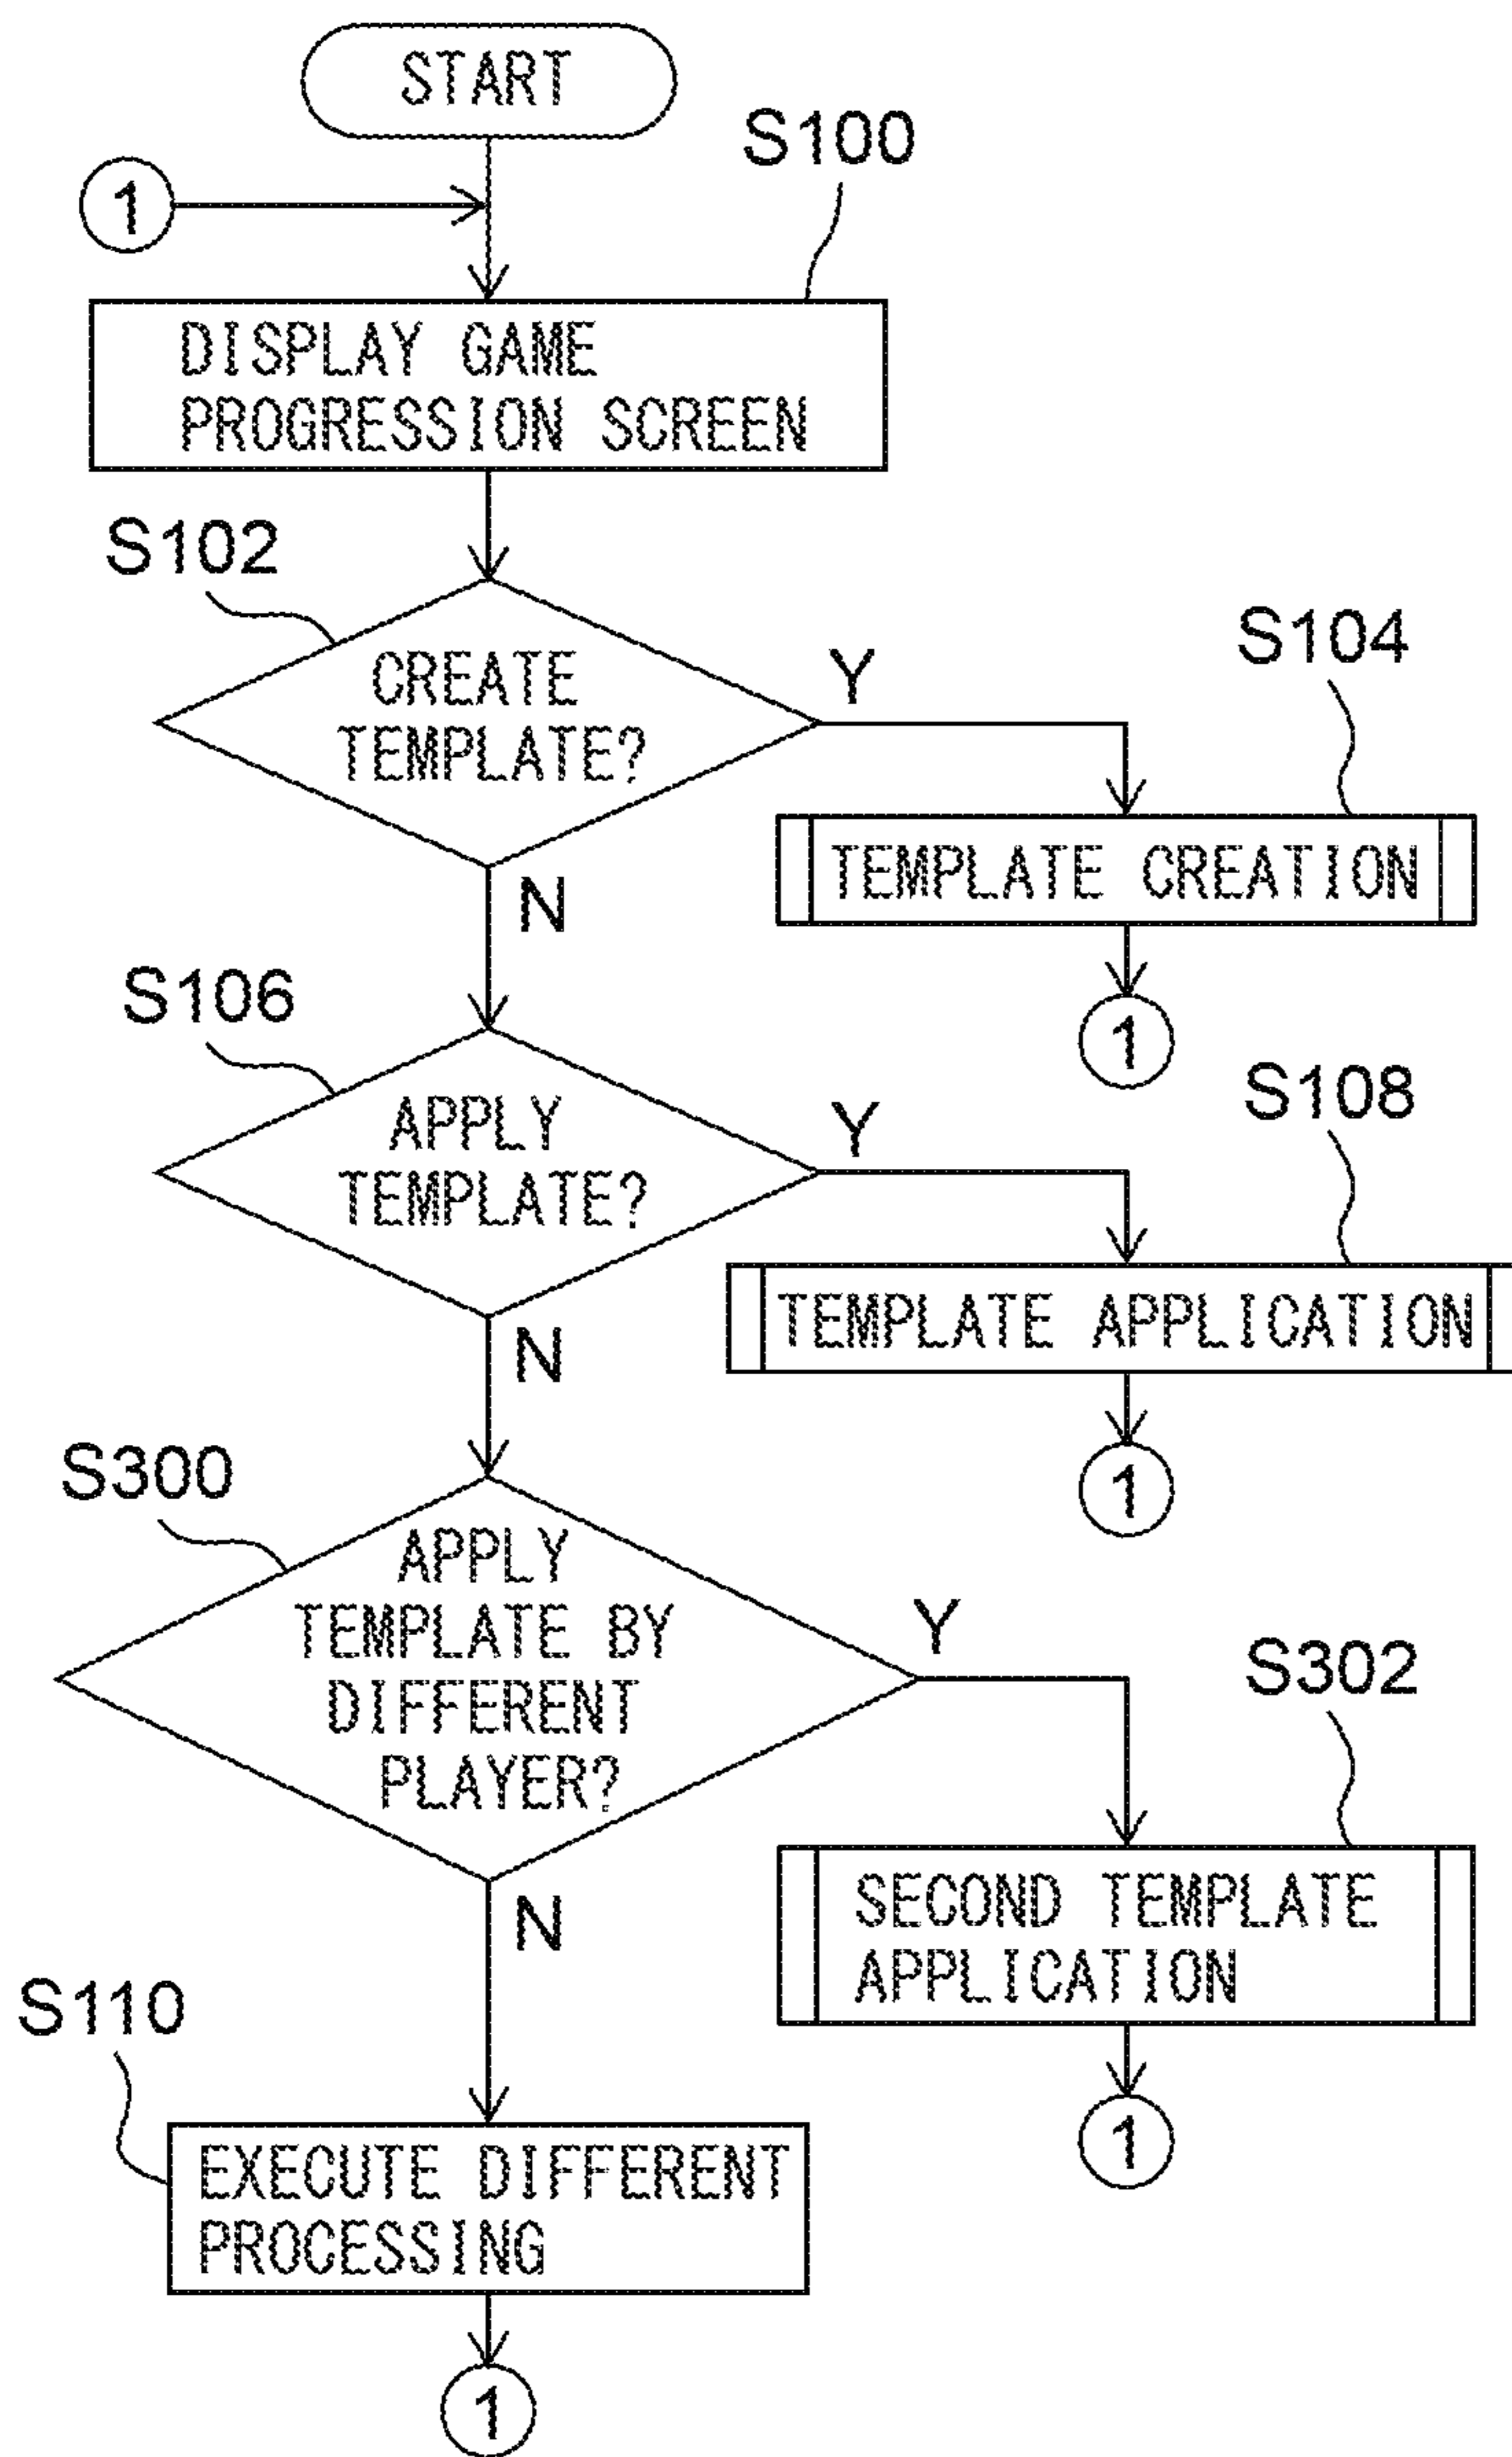 START
S100
1
DISPLAY GAME
PROGRESSION SCREEN
S102
CREATE
TEMPLATE?
Y
S104
TEMPLATE CREATION
N
1
S106
APPLY
TEMPLATE?
Y
S108
TEMPLATE APPLICATION
N
1
S300
APPLY
TEMPLATE BY
DIFFERENT
PLAYER?
Y
S302
SECOND TEMPLATE
APPLICATION
N
1
S110
EXECUTE DIFFERENT
PROCESSING
1